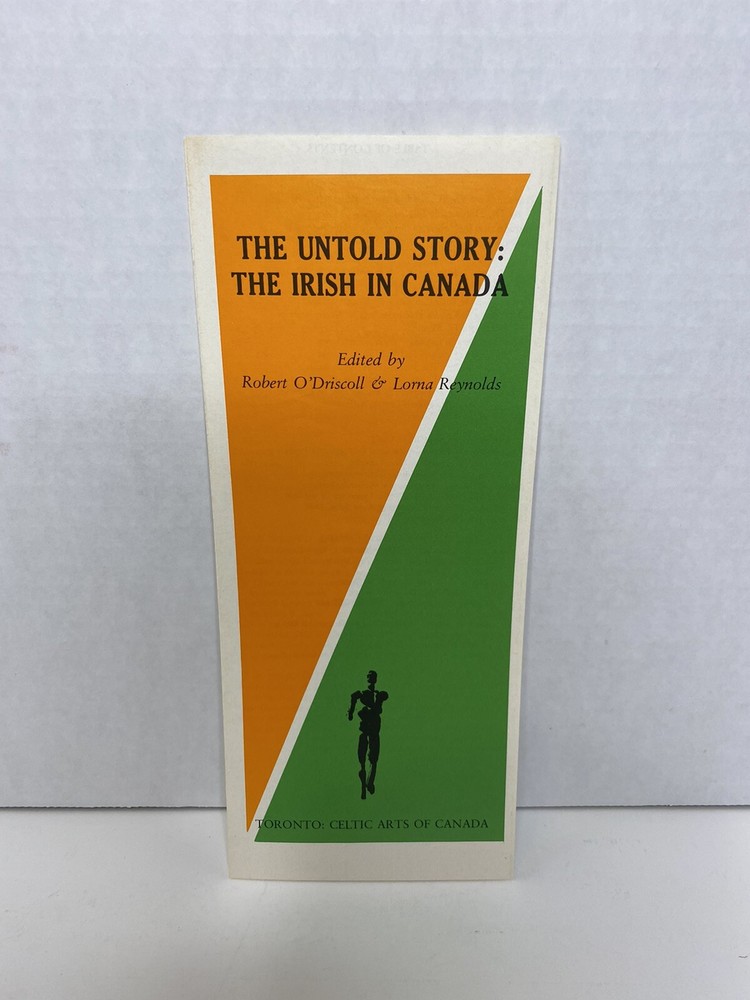 THE UNTOLD STORY:
THE IRISH IN CANADA
Edited by
Robert O'Driscoll & Lorna Reynolds
TORONTO: CELTIC ARTS OF CANADA